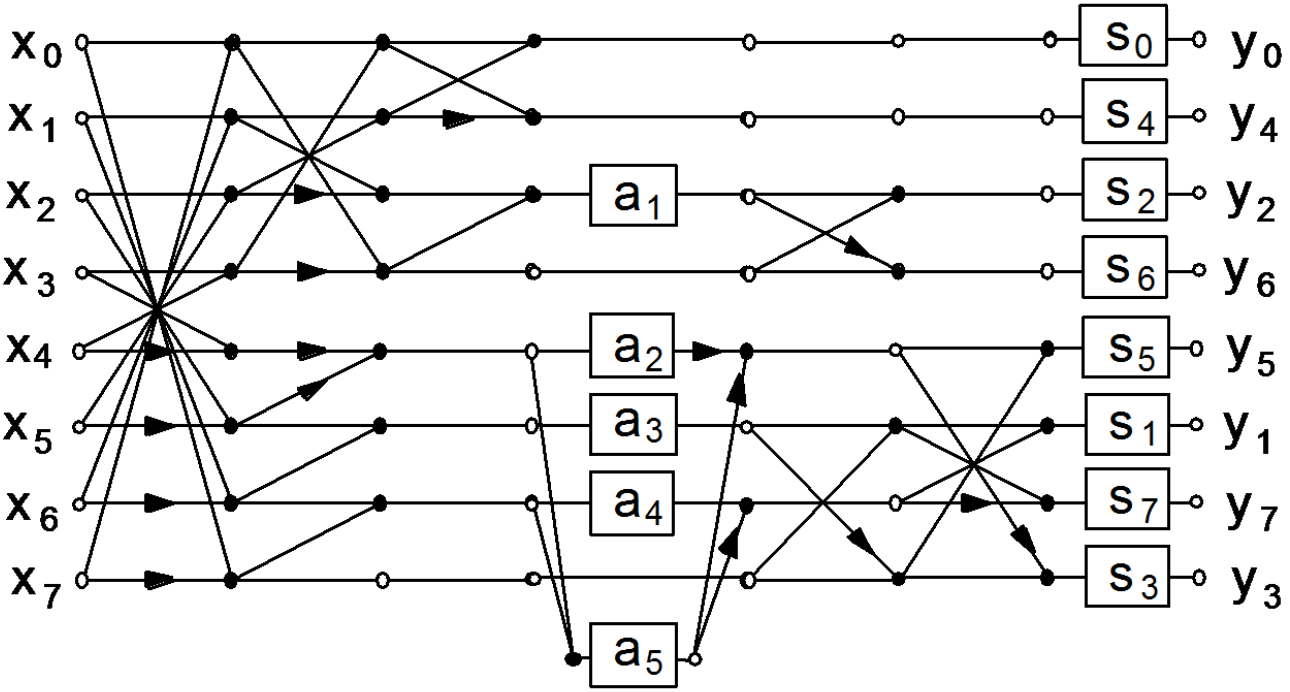 x0 s0 y0
x1 s4 y4
x2 a1 s2 y2
x3 s6 y6
x4 a2 s5 y5
x5 a3 s1 y1
x6 a4 s7 y7
x7 s3 y3
a5